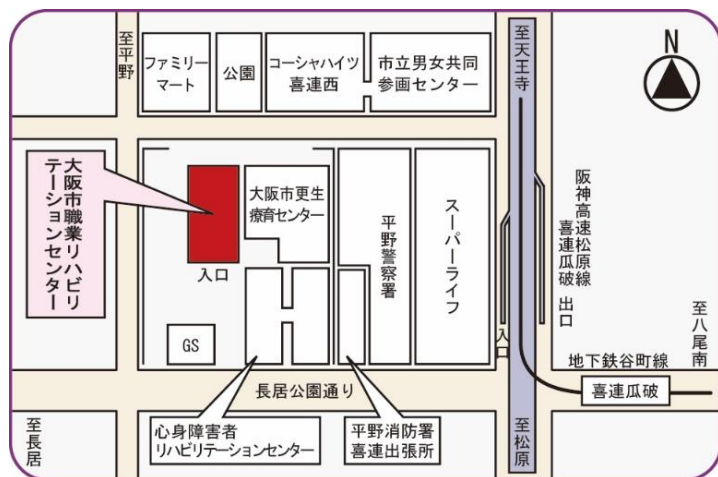 至平野
ファミリー
マート
公園
コーシャハイツ
喜連西
市立男女共同
参画センター
至天王寺
N
大阪市職業リハビリ
テーションセンター
入口
大阪市更生
療育センター
平野警察署
スーパーライフ
阪神高速松原線
喜連瓜破 出口
入口
至八尾南
地下鉄谷町線
喜連瓜破
GS
長居公園通り
至長居
心身障害者
リハビリテーションセンター
平野消防署
喜連出張所
至松原